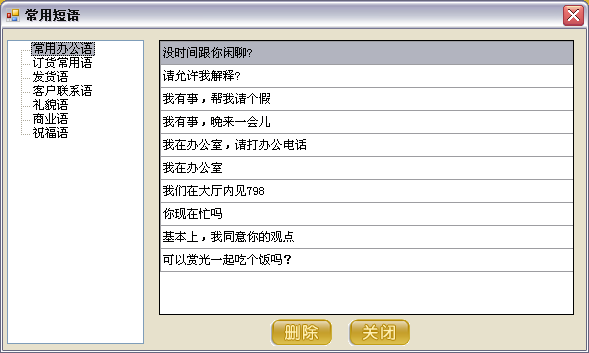 常用短语
常用办公语
订货常用语
发货语
客户联系语
礼貌语
商业语
祝福语
没时间跟你闲聊?
请允许我解释?
我有事，帮我请个假
我有事，晚来一会儿
我在办公室，请打办公电话
我在办公室
我们在大厅内见798
你现在忙吗
基本上，我同意你的观点
可以赏光一起吃个饭吗？
删除
关闭